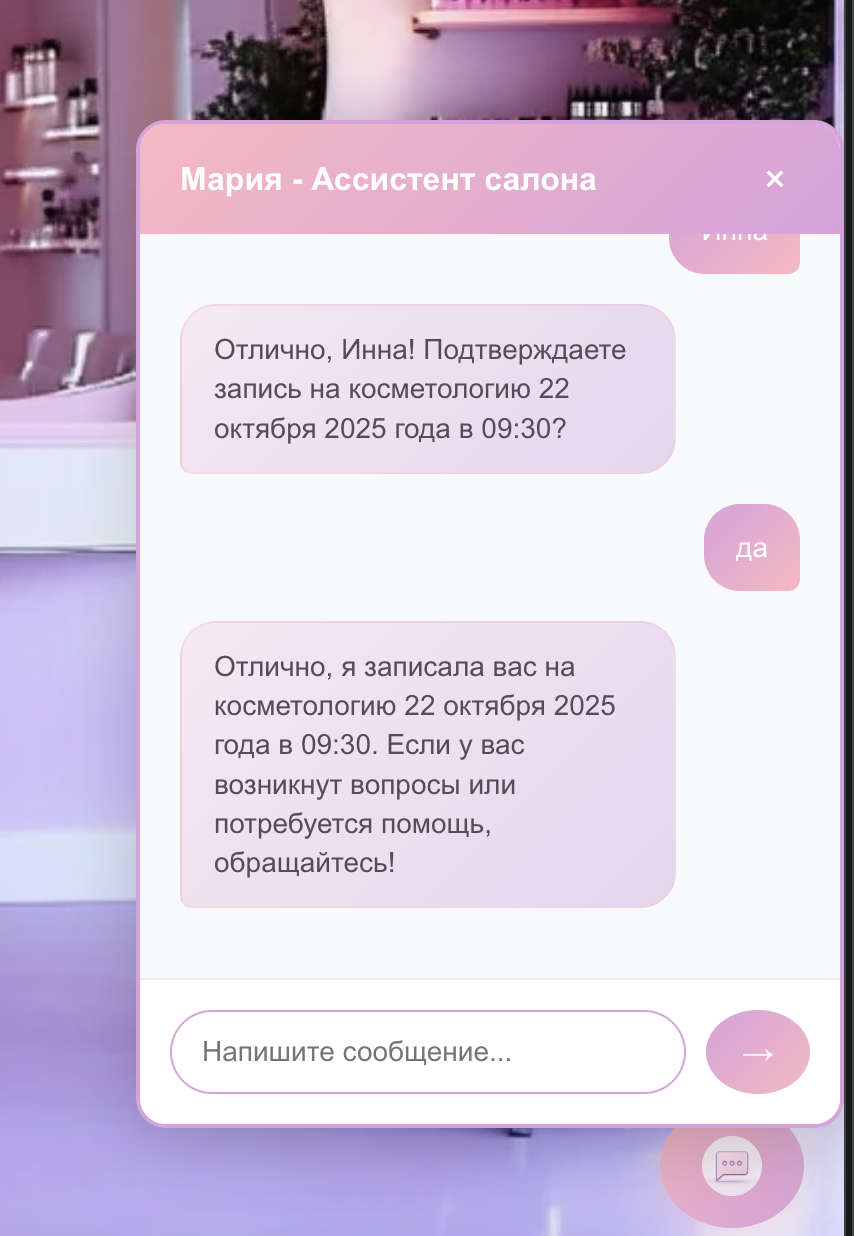 Мария - Ассистент салона
×
Инна
Отлично, Инна! Подтверждаете
запись на косметологию 22
октября 2025 года в 09:30?
да
Отлично, я записала вас на
косметологию 22 октября 2025
года в 09:30. Если у вас
возникнут вопросы или
потребуется помощь,
обращайтесь!
Напишите сообщение...
→